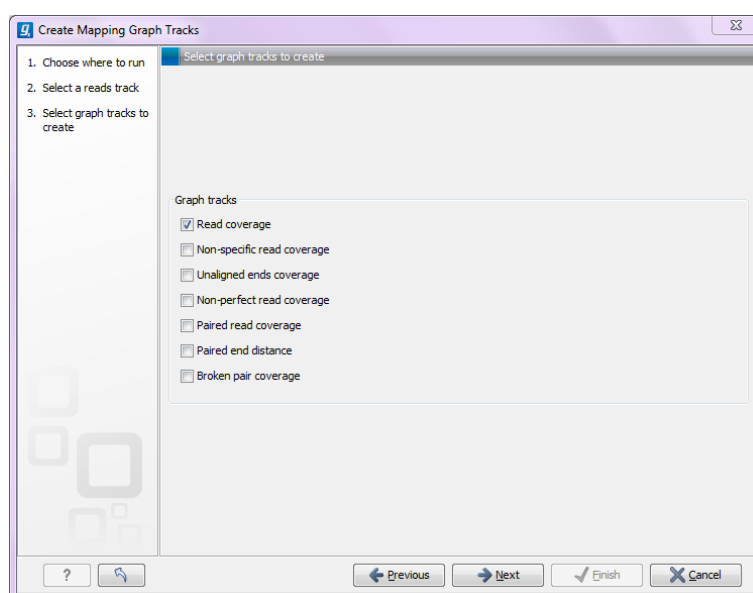 Create Mapping Graph Tracks
1. Choose where to run
2. Select a reads track
3. Select graph tracks to
create
Select graph tracks to create
Graph tracks
Read coverage
Non-specific read coverage
Unaligned ends coverage
Non-perfect read coverage
Paired read coverage
Paired end distance
Broken pair coverage
?
Previous
Next
Finish
Cancel